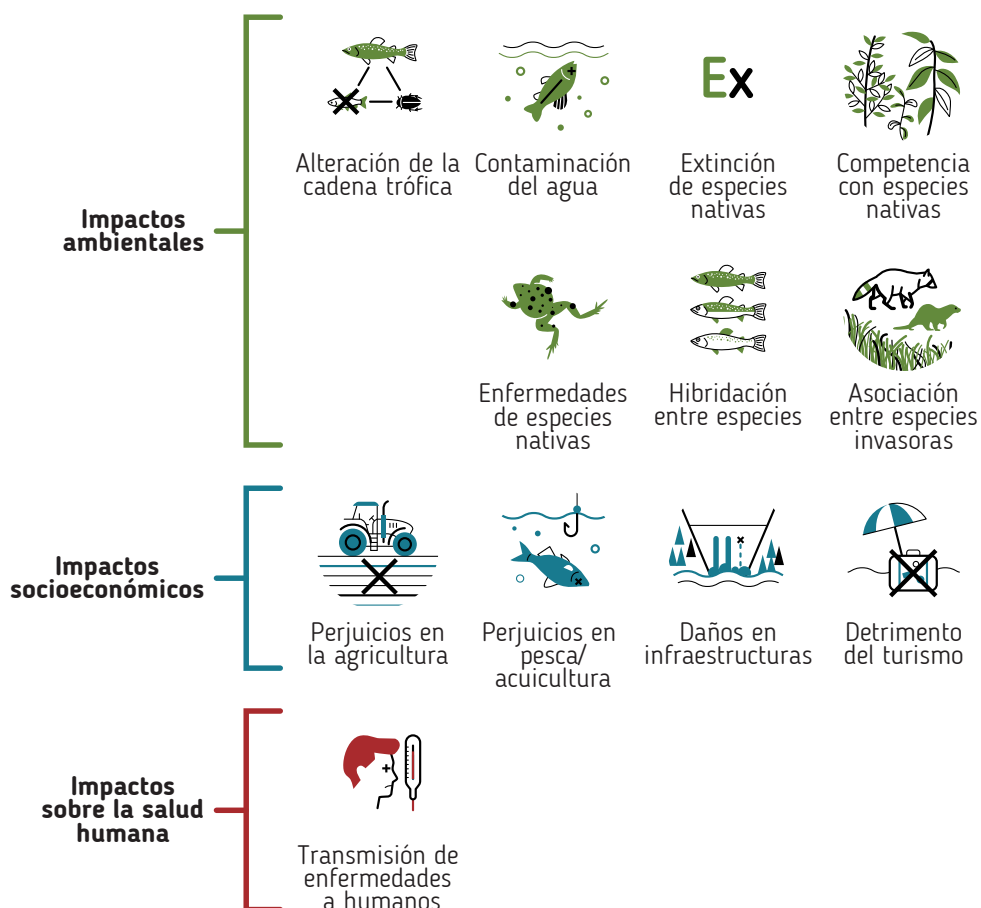 Impactos
ambientales
Alteración de la
cadena trófica
Contaminación
del agua
Ex
Extinción
de especies
nativas
Competencia
con especies
nativas
Enfermedades
de especies
nativas
Hibridación
entre especies
Asociación
entre especies
invasoras
Impactos
socioeconómicos
Perjuicios en
la agricultura
Perjuicios en
pesca/
acuicultura
Daños en
infraestructuras
Detrimento
del turismo
Impactos
sobre la salud
humana
Transmisión de
enfermedades
a humanos